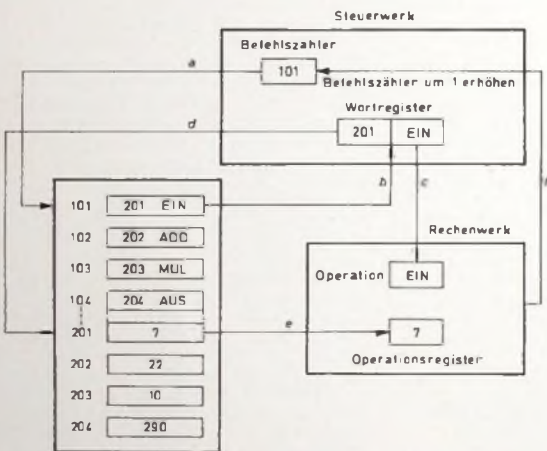 Steuerwerk
Befehlszähler
a
101
Befehlszähler um 1 erhöhen
Wortregister
d
201 EIN
b
c
101 201 EIN
102 202 ADD
Rechenwerk
103 203 MUL
Operation EIN
104 204 AUS
201 7
e
7
202 22
Operationsregister
203 10
204 290